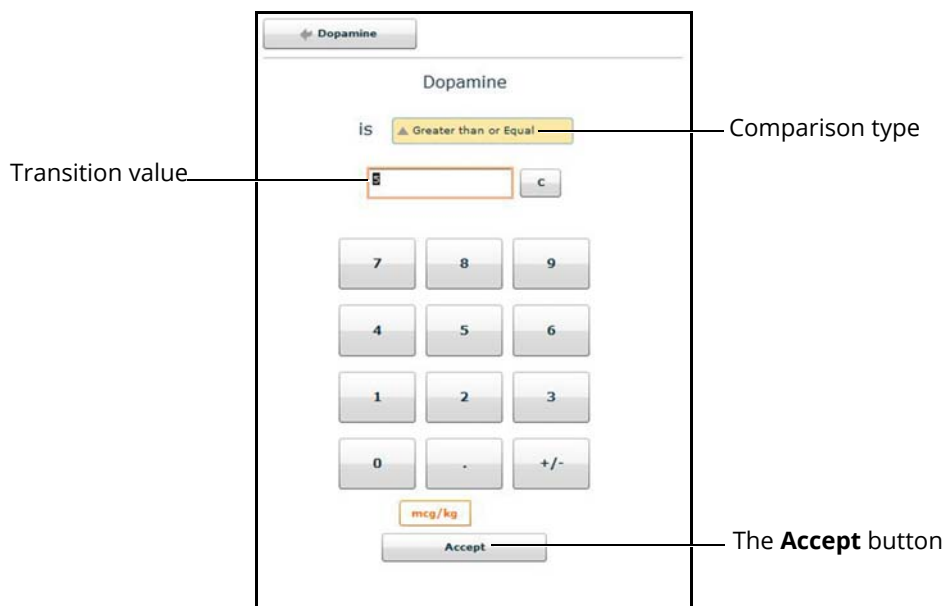 Dopamine
Dopamine
is Greater than or Equal
Comparison type
Transition value
5
C
7 8 9
4 5 6
1 2 3
0 . +/-
mcg/kg
Accept
The Accept button